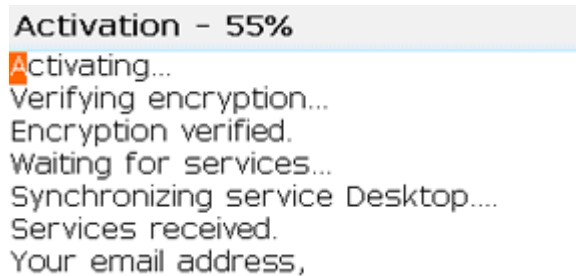 Activation - 55%
Activating...
Verifying encryption...
Encryption verified.
Waiting for services...
Synchronizing service Desktop....
Services received.
Your email address,